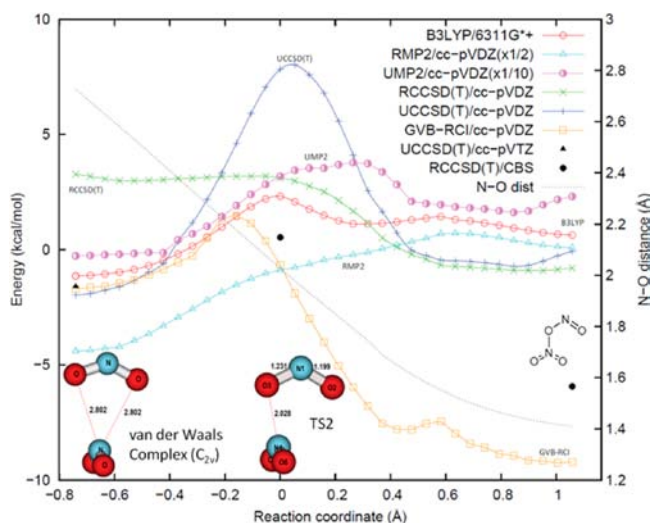 10
5
0
-5
-10
Energy (kcal/mol)
-0.8 -0.6 -0.4 -0.2 0 0.2 0.4 0.6 0.8 1
Reaction coordinate (Å)
3
2.8
2.6
2.4
2.2
2
1.8
1.6
1.4
1.2
N-O distance (Å)
B3LYP/6311G*+
RMP2/cc-pVDZ(x1/2)
UMP2/cc-pVDZ(x1/10)
RCCSD(T)/cc-pVDZ
UCCSD(T)/cc-pVDZ
GVB-RCI/cc-pVDZ
UCCSD(T)/cc-pVTZ
RCCSD(T)/CBS
N-O dist
UCCSD(T)
UMP2
RCCSD(T)
B3LYP
RMP2
GVB-RCI
N
O
O
2.802 2.802
N
O
van der Waals
Complex (C2v)
1.231 N1 1.199
O3 O2
2.028
O6
TS2
N
O
O
N
O
O